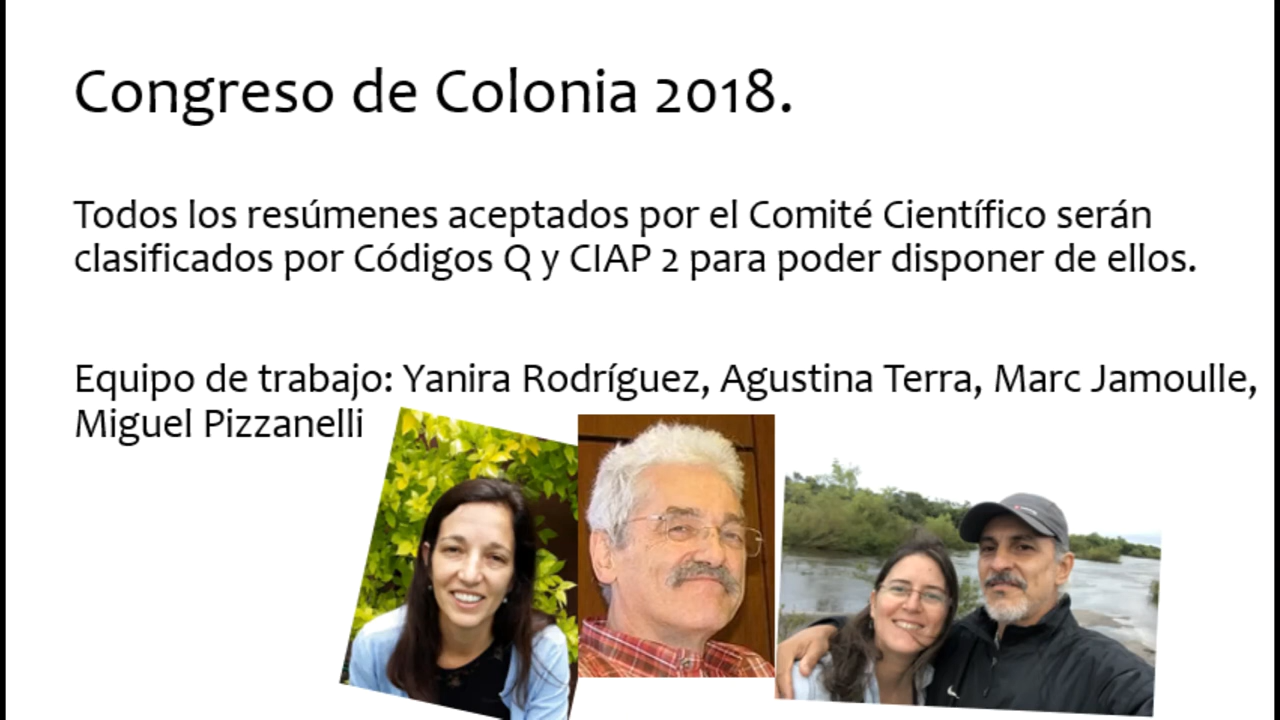 Congreso de Colonia 2018.
Todos los resúmenes aceptados por el Comité Científico serán
clasificados por Códigos Q y CIAP 2 para poder disponer de ellos.
Equipo de trabajo: Yanira Rodríguez, Agustina Terra, Marc Jamoulle,
Miguel Pizzanelli